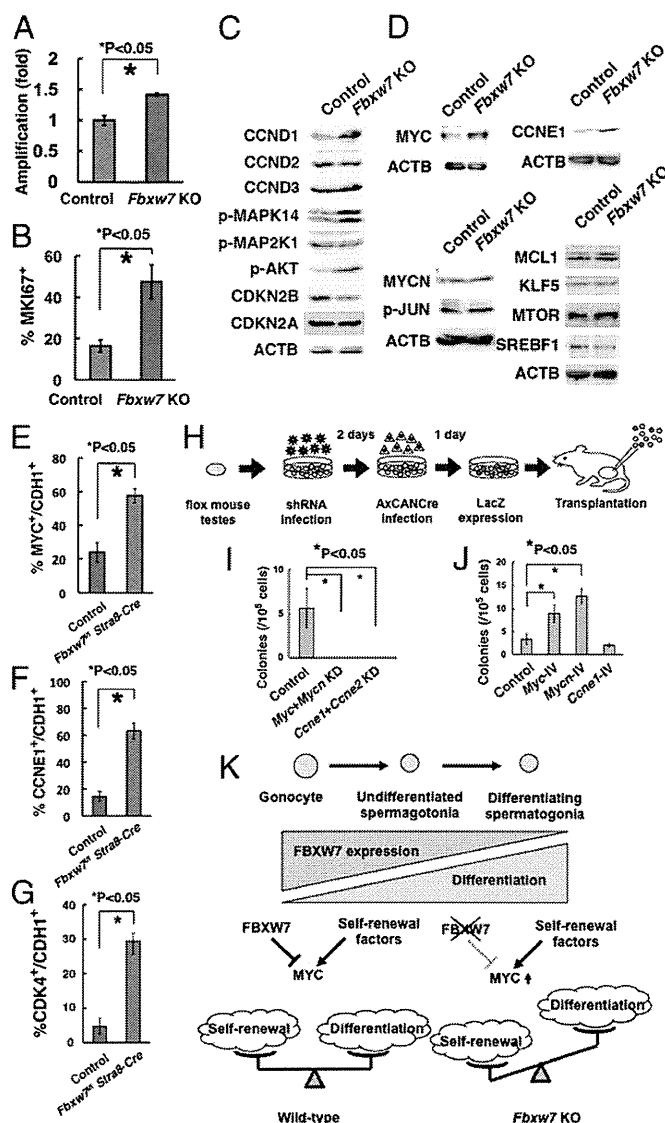 A
*P<0.05
*
Amplification (fold)
2
1.5
1
0.5
0
Control
Fbxw7 KO
B
*P<0.05
*
% MKI67+
60
40
20
0
Control
Fbxw7 KO
C
Control
Fbxw7 KO
CCND1
CCND2
CCND3
p-MAPK14
p-MAP2K1
p-AKT
CDKN2B
CDKN2A
ACTB
D
Control
Fbxw7 KO
MYC
ACTB
Control
Fbxw7 KO
CCNE1
ACTB
Control
Fbxw7 KO
MYCN
p-JUN
ACTB
Control
Fbxw7 KO
MCL1
KLF5
MTOR
SREBF1
ACTB
E
*P<0.05
*
% MYC+/CDH1+
80
60
40
20
0
Control
Fbxw7f/f Stra8-Cre
F
*P<0.05
*
% CCNE1+/CDH1+
100
80
60
40
20
0
Control
Fbxw7f/f Stra8-Cre
G
*P<0.05
*
%CDK4+/CDH1+
40
30
20
10
0
Control
Fbxw7f/f Stra8-Cre
H
2 days
1 day
flox mouse testes
shRNA infection
AxCANCre infection
LacZ expression
Transplantation
I
*P<0.05
*
*
Colonies (/10⁵ cells)
10
5
0
Control
Myc+Mycn KD
Ccne1+Ccne2 KD
J
*P<0.05
*
*
Colonies (/10⁵ cells)
20
15
10
5
0
Control
Myc-IV
Mycn-IV
Ccne1-IV
K
Gonocyte
Undifferentiated spermagotonia
Differentiating spermatogonia
FBXW7 expression
Differentiation
FBXW7
Self-renewal factors
MYC
FBXW7
Self-renewal factors
MYC
Self-renewal
Differentiation
Wild-type
Self-renewal
Differentiation
Fbxw7 KO